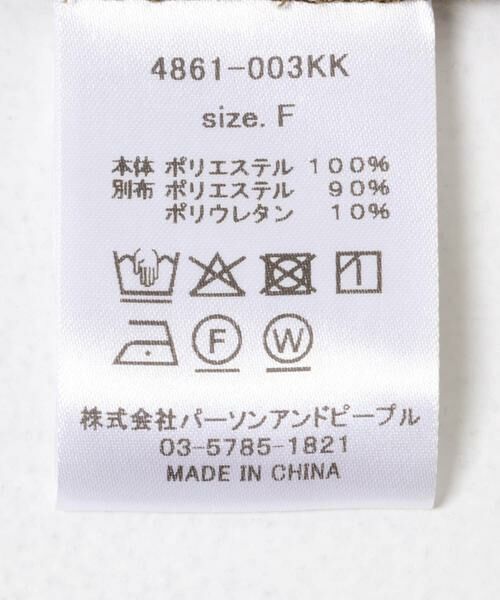 4861-003KK
size. F
本体 ポリエステル 100%
別布 ポリエステル 90%
ポリウレタン 10%
F W
株式会社パーソンアンドピープル
03-5785-1821
MADE IN CHINA